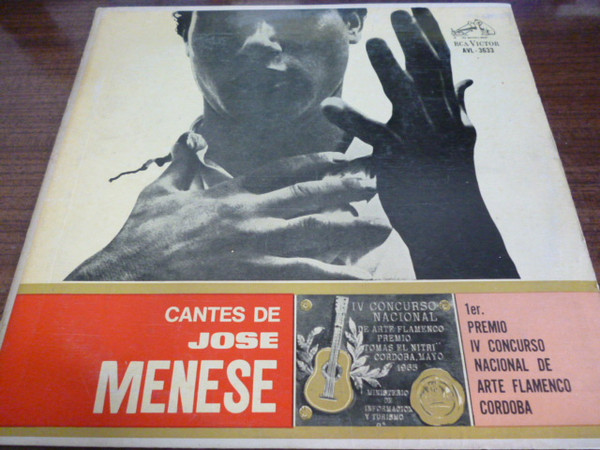 RCA VICTOR
AVL-3633
CANTES DE
JOSE
MENESE
IV CONCURSO
NACIONAL
DE ARTE FLAMENCO
PREMIO
"TOMAS EL NITRI"
CORDOBA, MAYO
1965
MINISTERIO
DE
INFORMACION
Y TURISMO
1er.
PREMIO
IV CONCURSO
NACIONAL DE
ARTE FLAMENCO
CORDOBA